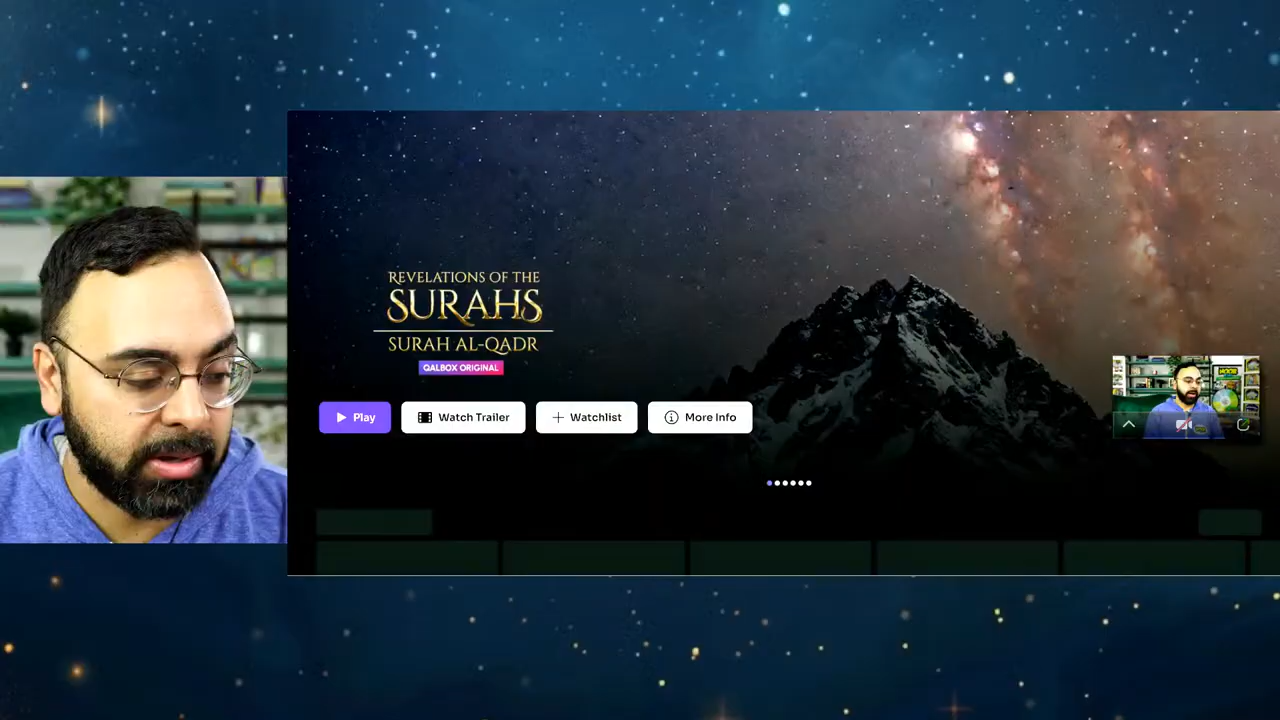 REVELATIONS OF THE
SURAHS
SURAH AL-QADR
QALBOX ORIGINAL
Play
Watch Trailer
Watchlist
More Info